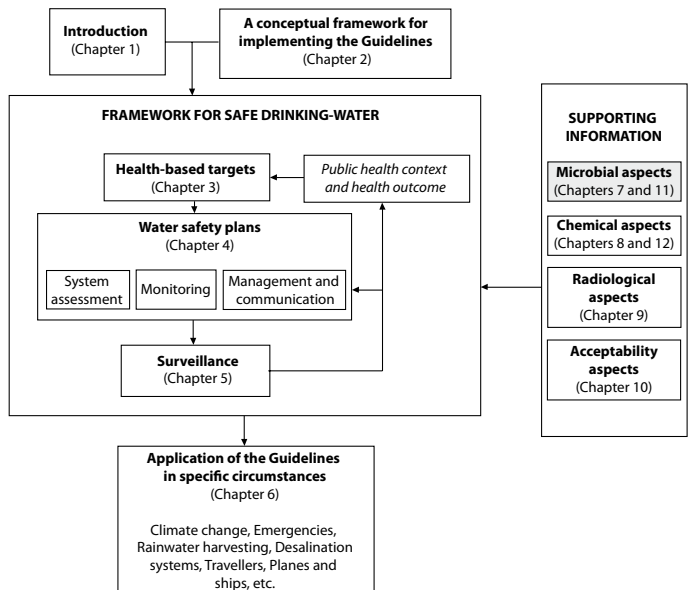 Introduction
(Chapter 1)
A conceptual framework for
implementing the Guidelines
(Chapter 2)
FRAMEWORK FOR SAFE DRINKING-WATER
Health-based targets
(Chapter 3)
Public health context
and health outcome
Water safety plans
(Chapter 4)
System
assessment
Monitoring
Management and
communication
Surveillance
(Chapter 5)
SUPPORTING
INFORMATION
Microbial aspects
(Chapters 7 and 11)
Chemical aspects
(Chapters 8 and 12)
Radiological
aspects
(Chapter 9)
Acceptability
aspects
(Chapter 10)
Application of the Guidelines
in specific circumstances
(Chapter 6)
Climate change, Emergencies,
Rainwater harvesting, Desalination
systems, Travellers, Planes and
ships, etc.